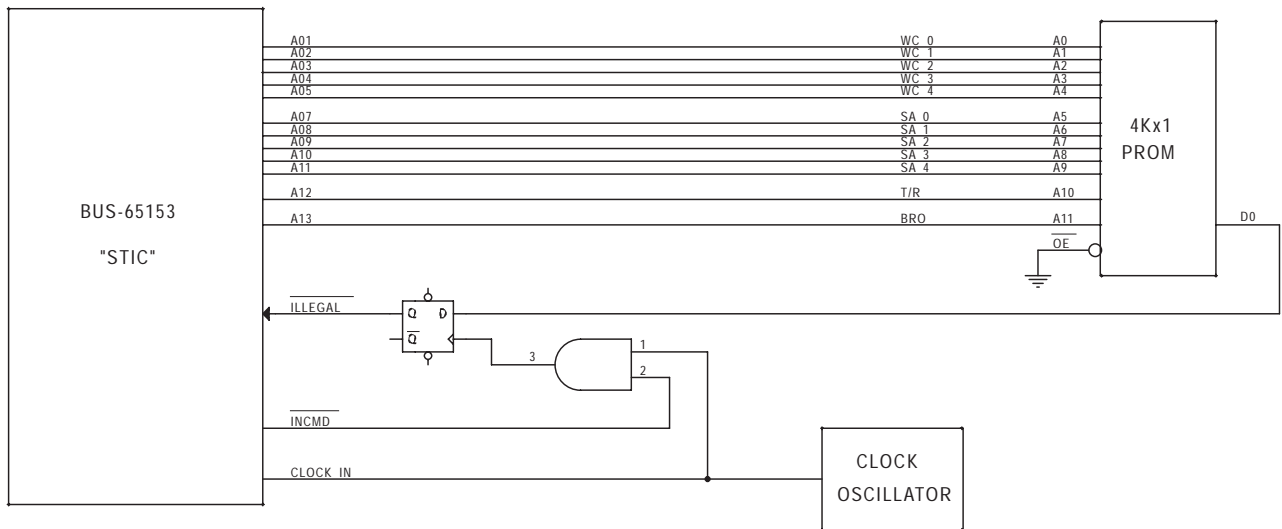 A01 WC 0 A0
A02 WC 1 A1
A03 WC 2 A2
A04 WC 3 A3
A05 WC 4 A4
A07 SA 0 A5
A08 SA 1 A6
A09 SA 2 A7
A10 SA 3 A8
A11 SA 4 A9
A12 T/R A10
A13 BRO A11
4Kx1
PROM
D0
OE
BUS-65153
"STIC"
ILLEGAL
Q D
Q
3
1
2
INCMD
CLOCK IN
CLOCK
OSCILLATOR